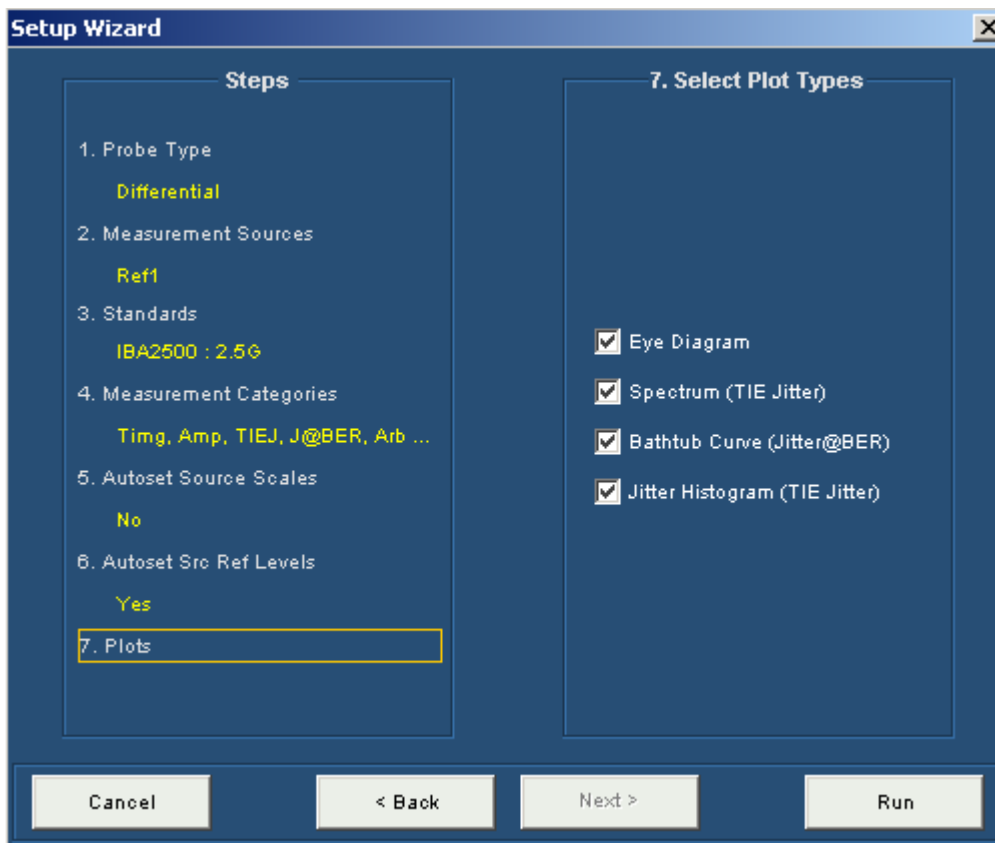 Setup Wizard
Steps
1. Probe Type
Differential
2. Measurement Sources
Ref1
3. Standards
IBA2500 : 2.5G
4. Measurement Categories
Timg, Amp, TIEJ, J@BER, Arb ...
5. Autoset Source Scales
No
6. Autoset Src Ref Levels
Yes
7. Plots
7. Select Plot Types
Eye Diagram
Spectrum (TIE Jitter)
Bathtub Curve (Jitter@BER)
Jitter Histogram (TIE Jitter)
Cancel
< Back
Next >
Run